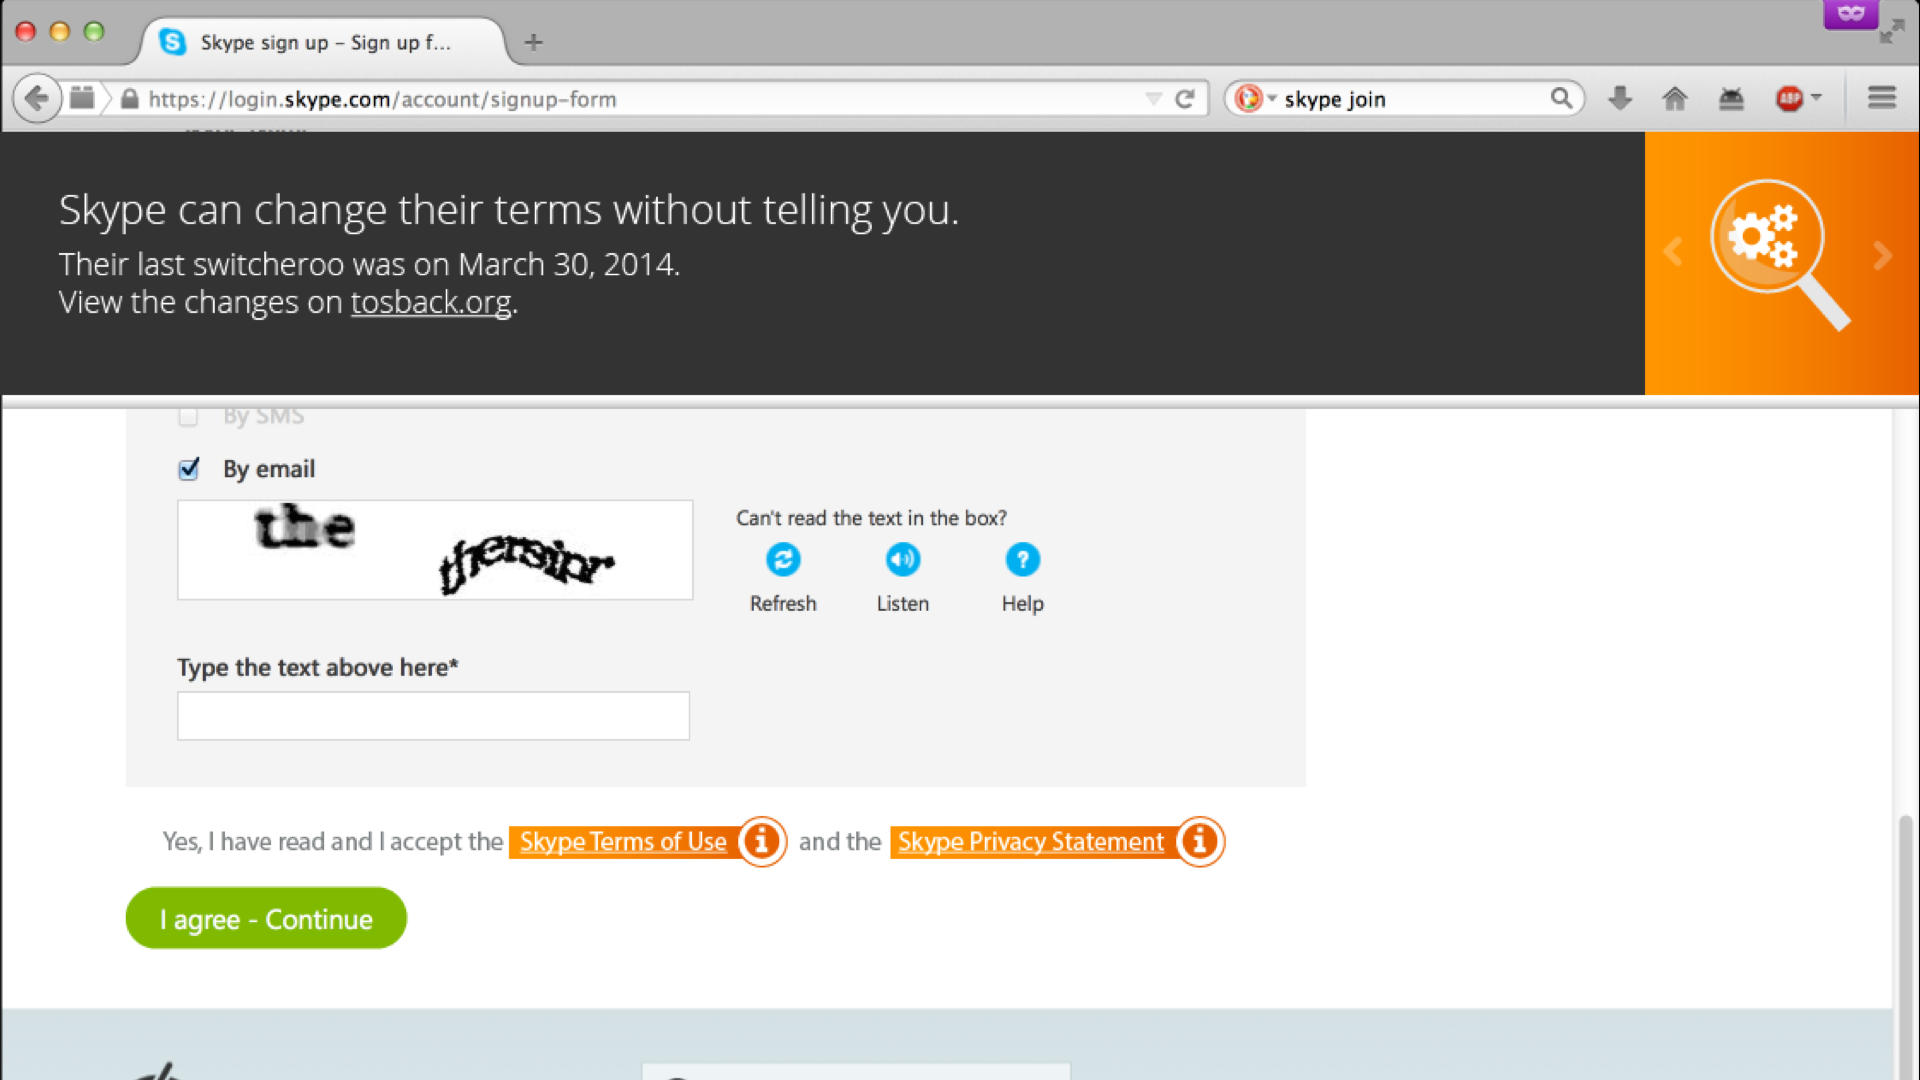 Skype sign up – Sign up f...
https://login.skype.com/account/signup-form
skype join
ABP
Skype can change their terms without telling you.
Their last switcheroo was on March 30, 2014.
View the changes on tosback.org.
By SMS
By email
the
Can't read the text in the box?
Refresh
Listen
Help
Type the text above here*
Yes, I have read and I accept the Skype Terms of Use and the Skype Privacy Statement
I agree - Continue